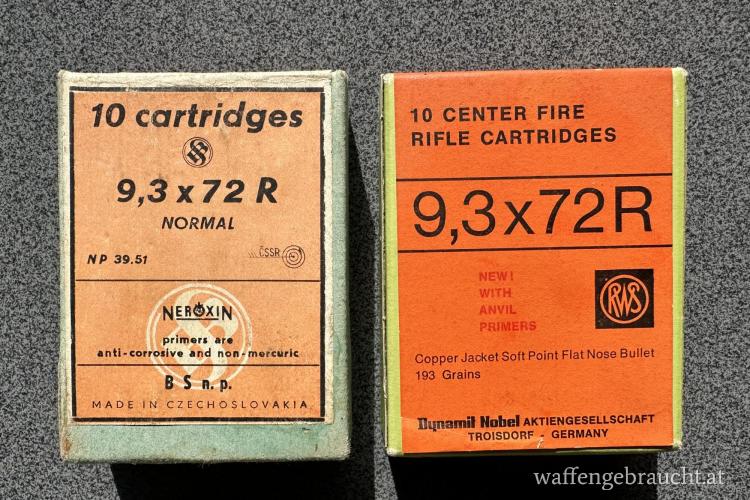 10 cartridges
9,3 x 72 R
NORMAL
NP 39.51
ČSSR
NEROXIN
primers are
anti-corrosive and non-mercuric
B S n. p.
MADE IN CZECHOSLOVAKIA
10 CENTER FIRE
RIFLE CARTRIDGES
9,3x72R
NEW!
WITH
ANVIL
PRIMERS
RWS
Copper Jacket Soft Point Flat Nose Bullet
193 Grains
Dynamit Nobel AKTIENGESELLSCHAFT
TROISDORF - GERMANY
waffengebraucht.at